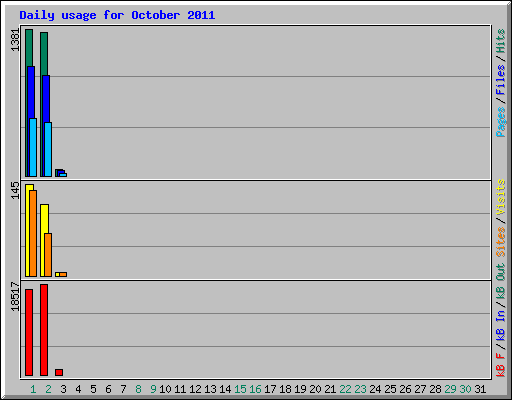 Daily usage for October 2011
1381
Pages / Files / Hits
145
Sites / Visits
18517
kB F / kB In / kB Out
1 2 3 4 5 6 7 8 9 10 11 12 13 14 15 16 17 18 19 20 21 22 23 24 25 26 27 28 29 30 31